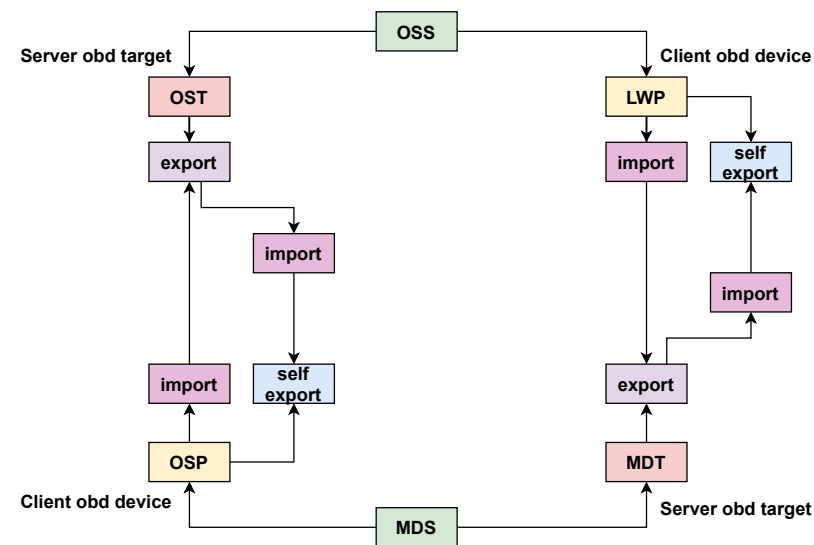 OSS
Server obd target
Client obd device
OST
LWP
export
import
self
export
import
import
import
self
export
export
OSP
MDT
Client obd device
Server obd target
MDS